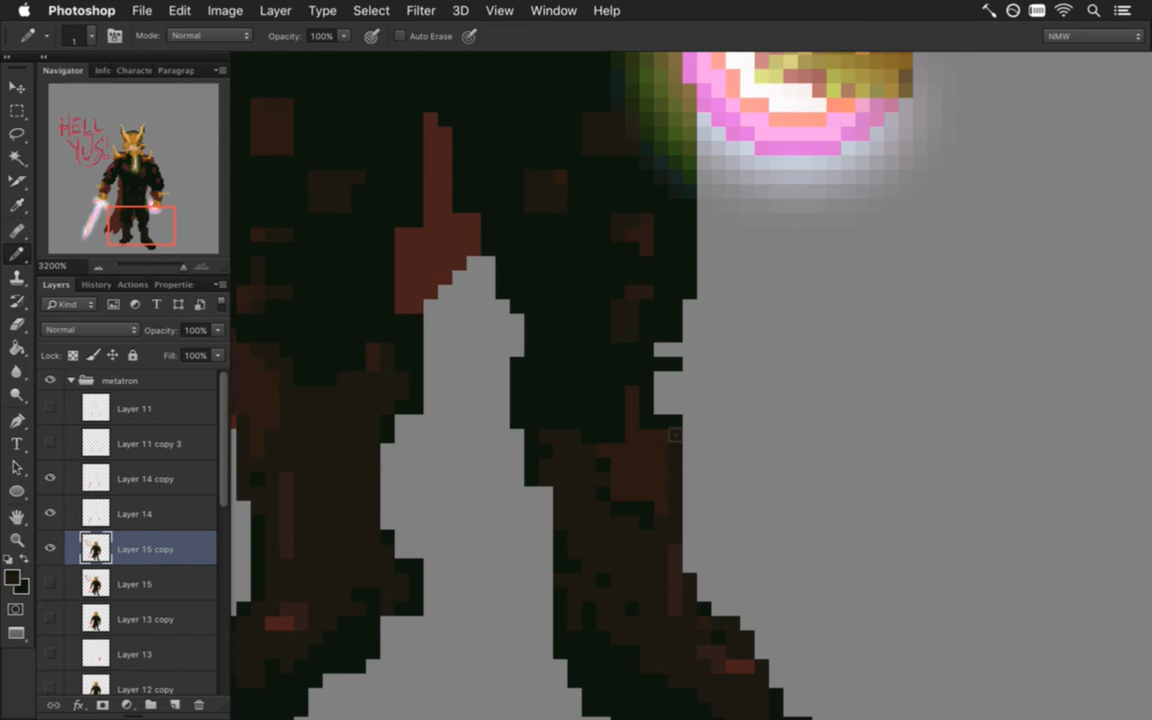 Photoshop File Edit Image Layer Type Select Filter 3D View Window Help
1 Mode: Normal Opacity: 100% Auto Erase NMW
Navigator Info Characte Paragrap
HELL
YUS!
3200%
Layers History Actions Propertie
Kind T
Normal Opacity: 100%
Lock: Fill: 100%
metatron
Layer 11
Layer 11 copy 3
Layer 14 copy
Layer 14
Layer 15 copy
Layer 15
Layer 13 copy
Layer 13
Layer 12 copy
fx